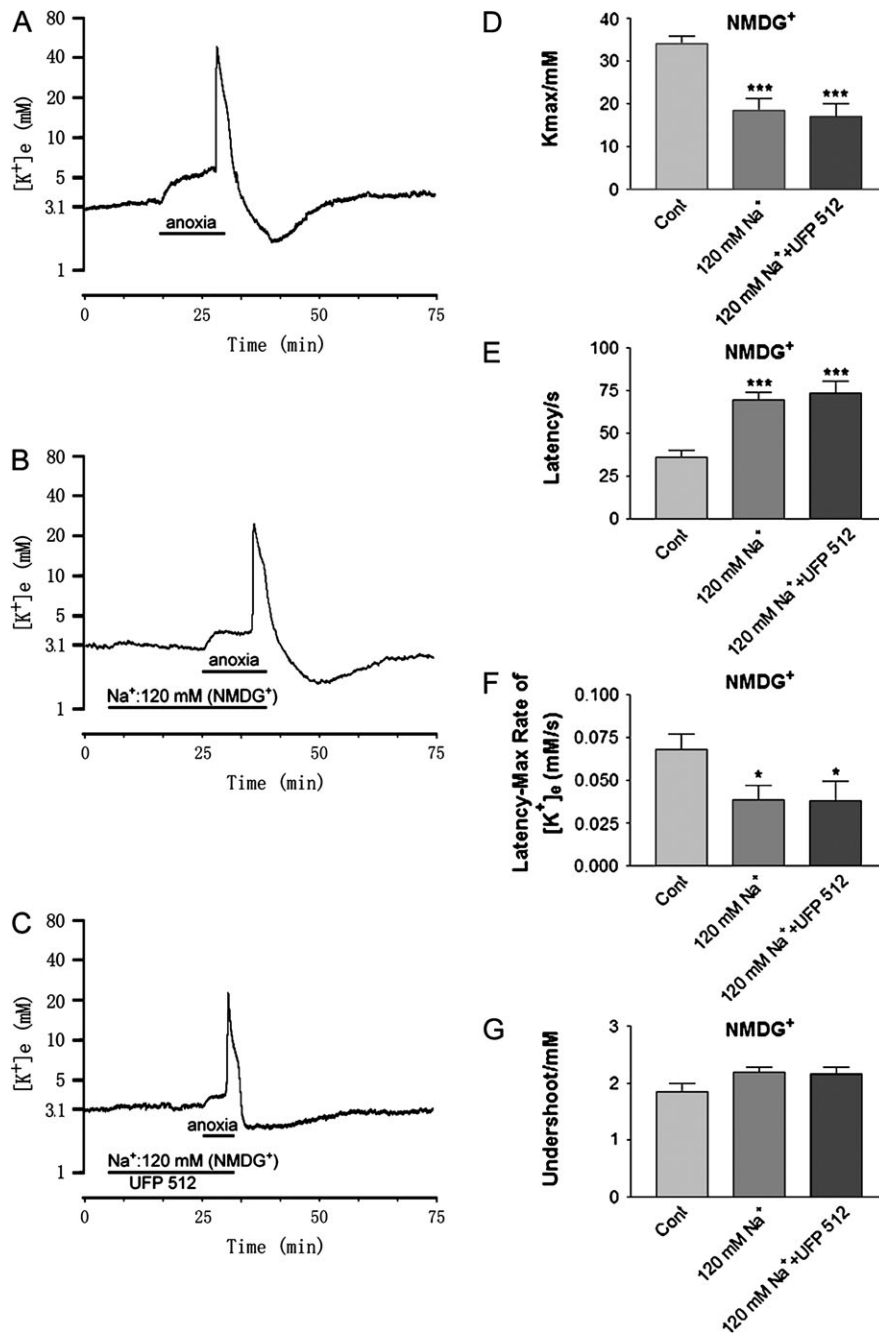 A
80
40
20
10
5
3.1
1
[K+]e (mM)
anoxia
0 25 50 75
Time (min)
B
80
40
20
10
5
3.1
1
[K+]e (mM)
anoxia
Na+:120 mM (NMDG+)
0 25 50 75
Time (min)
C
80
40
20
10
5
3.1
1
[K+]e (mM)
anoxia
Na+:120 mM (NMDG+)
UFP 512
0 25 50 75
Time (min)
D
NMDG+
40
30
20
10
0
Kmax/mM
*** ***
Cont
120 mM Na+
120 mM Na++UFP 512
E
NMDG+
100
75
50
25
0
Latency/s
*** ***
Cont
120 mM Na+
120 mM Na++UFP 512
F
NMDG+
0.100
0.075
0.050
0.025
0.000
Latency-Max Rate of
[K+]e (mM/s)
* *
Cont
120 mM Na+
120 mM Na++UFP 512
G
NMDG+
3
2
1
0
Undershoot/mM
Cont
120 mM Na+
120 mM Na++UFP 512